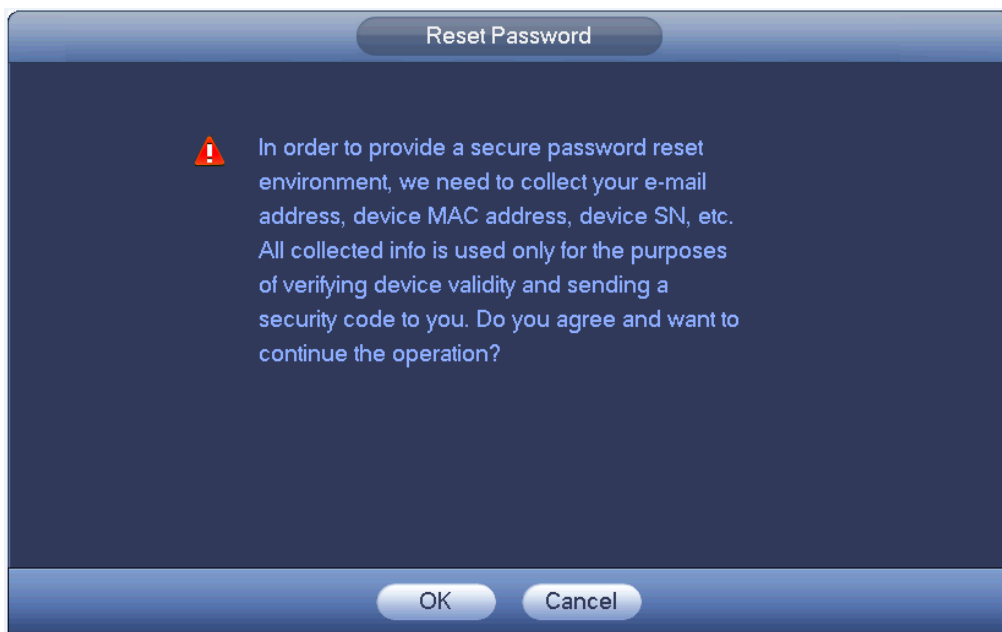 Reset Password
In order to provide a secure password reset
environment, we need to collect your e-mail
address, device MAC address, device SN, etc.
All collected info is used only for the purposes
of verifying device validity and sending a
security code to you. Do you agree and want to
continue the operation?
OK
Cancel